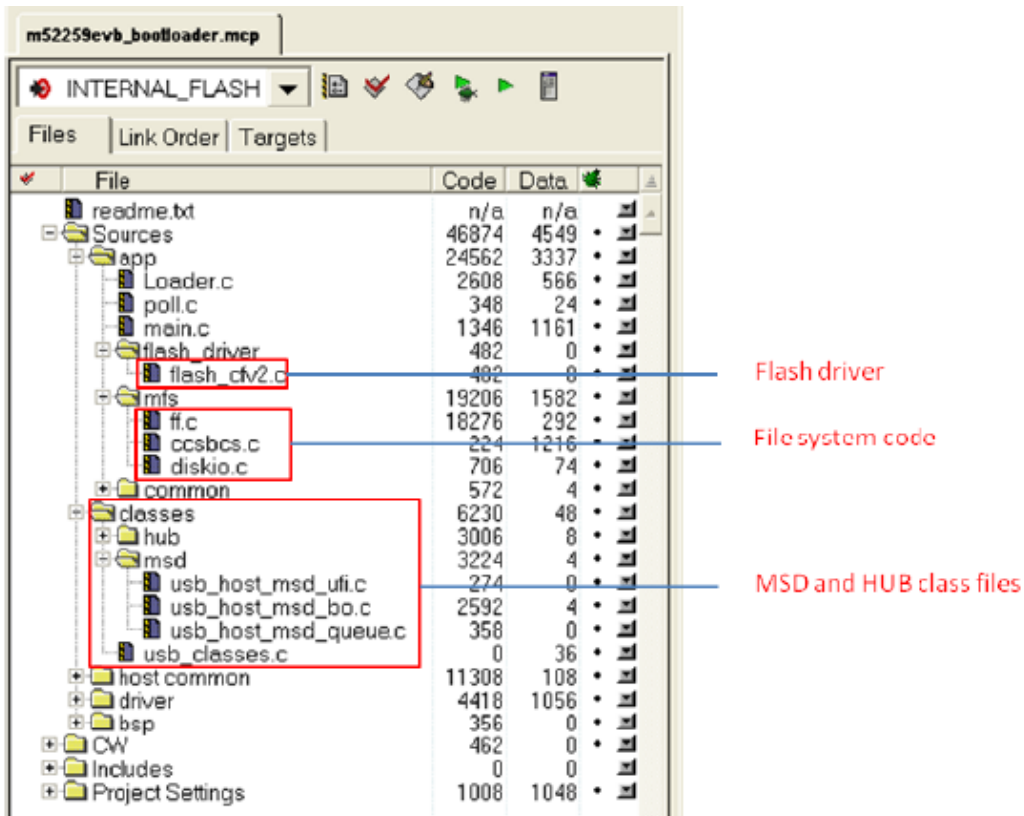 m52259evb_bootloader.mcp
INTERNAL_FLASH
Files Link Order Targets
File Code Data
readme.txt n/a n/a
Sources 46874 4549
app 24562 3337
Loader.c 2608 566
poll.c 348 24
main.c 1346 1161
flash_driver 482 0
flash_cfv2.c 482 0
Flash driver
mfs 19206 1582
ff.c 18276 292
ccsbcs.c 224 1216
File system code
diskio.c 706 74
common 572 4
classes 6230 48
hub 3006 8
msd 3224 4
usb_host_msd_ufi.c 274 0
MSD and HUB class files
usb_host_msd_bo.c 2592 4
usb_host_msd_queue.c 358 0
usb_classes.c 0 36
host common 11308 108
driver 4418 1056
bsp 356 0
CW 462 0
Includes 0 0
Project Settings 1008 1048